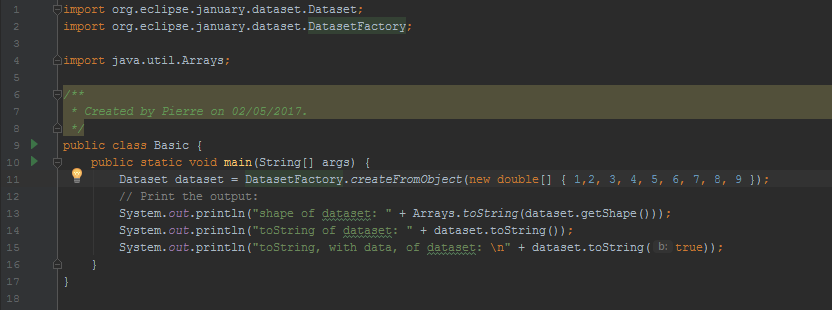 1 import org.eclipse.january.dataset.Dataset;
2 import org.eclipse.january.dataset.DatasetFactory;
3
4 import java.util.Arrays;
5
6 /**
7  * Created by Pierre on 02/05/2017.
8  */
9 public class Basic {
10     public static void main(String[] args) {
11         Dataset dataset = DatasetFactory.createFromObject(new double[] { 1,2, 3, 4, 5, 6, 7, 8, 9 });
12         // Print the output:
13         System.out.println("shape of dataset: " + Arrays.toString(dataset.getShape()));
14         System.out.println("toString of dataset: " + dataset.toString());
15         System.out.println("toString, with data, of dataset: \n" + dataset.toString( b: true));
16     }
17 }
18